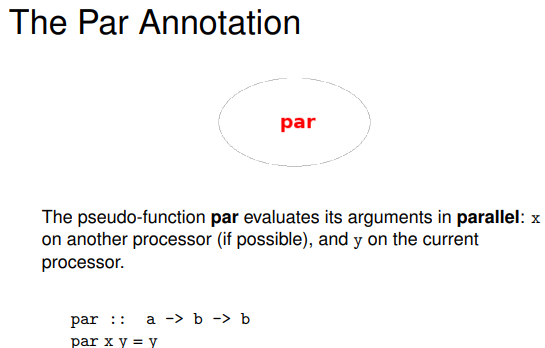 The Par Annotation
par
The pseudo-function par evaluates its arguments in parallel: x
on another processor (if possible), and y on the current
processor.
par :: a -> b -> b
par x y = y